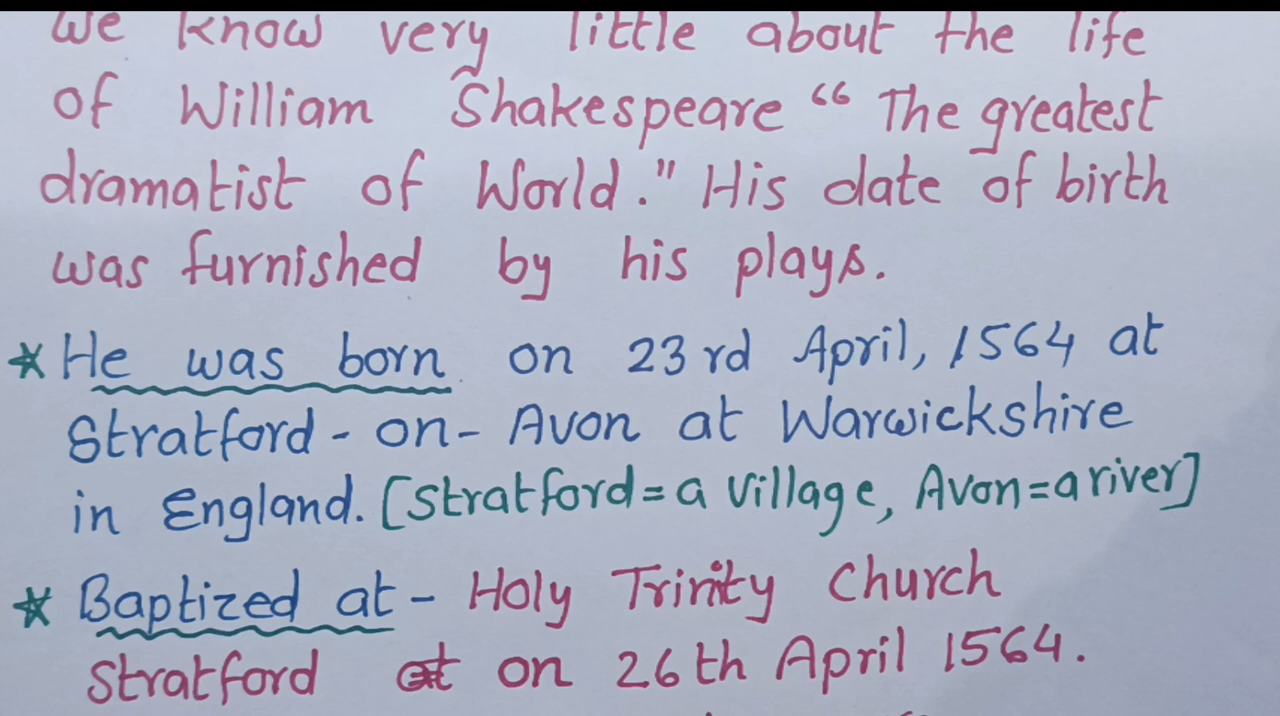 we know very little about the life
of William Shakespeare “ The greatest
dramatist of World." His date of birth
was furnished by his plays.
* He was born on 23rd April, 1564 at
Stratford - on - Avon at Warwickshire
in England. [Stratford = a Village, Avon = a river]
* Baptized at - Holy Trinity Church
Stratford on 26th April 1564.